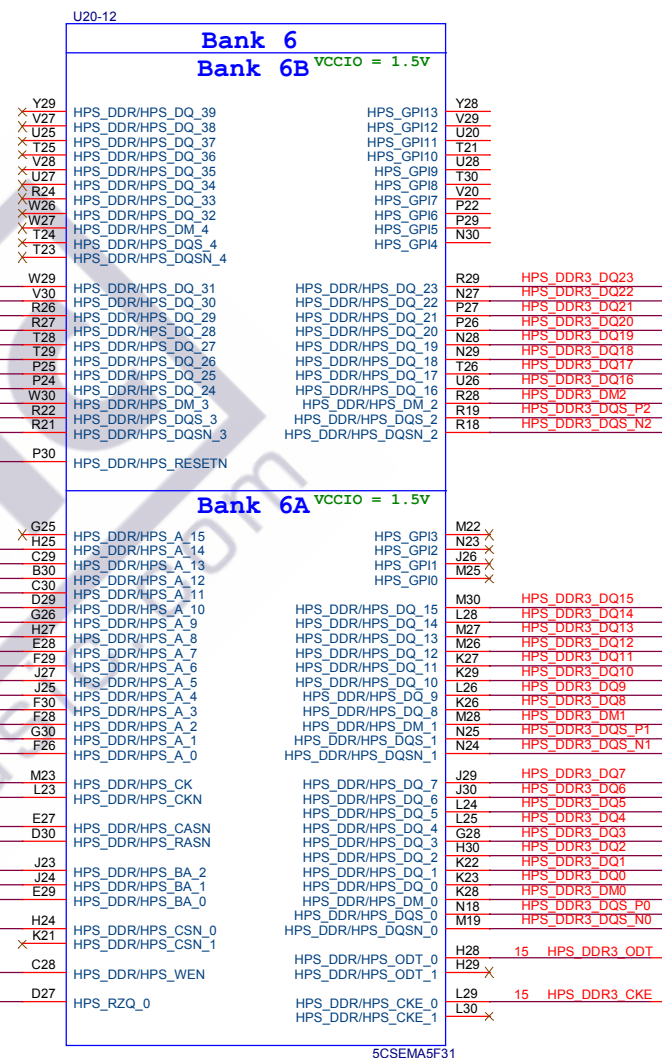 U20-12
Bank 6
Bank 6B VCCIO = 1.5V
Y29 HPS_DDR/HPS_DQ_39 HPS_GPI13 Y28
V27 HPS_DDR/HPS_DQ_38 HPS_GPI12 V29
U25 HPS_DDR/HPS_DQ_37 HPS_GPI11 U20
T25 HPS_DDR/HPS_DQ_36 HPS_GPI10 T21
V28 HPS_DDR/HPS_DQ_35 HPS_GPI9 U28
U27 HPS_DDR/HPS_DQ_34 HPS_GPI8 T30
R24 HPS_DDR/HPS_DQ_33 HPS_GPI7 V20
W26 HPS_DDR/HPS_DQ_32 HPS_GPI6 P22
W27 HPS_DDR/HPS_DM_4 HPS_GPI5 P29
T24 HPS_DDR/HPS_DQS_4 HPS_GPI4 N30
T23 HPS_DDR/HPS_DQSN_4
W29 HPS_DDR/HPS_DQ_31 HPS_DDR/HPS_DQ_23 R29 HPS_DDR3_DQ23
V30 HPS_DDR/HPS_DQ_30 HPS_DDR/HPS_DQ_22 N27 HPS_DDR3_DQ22
R26 HPS_DDR/HPS_DQ_29 HPS_DDR/HPS_DQ_21 P27 HPS_DDR3_DQ21
R27 HPS_DDR/HPS_DQ_28 HPS_DDR/HPS_DQ_20 P26 HPS_DDR3_DQ20
T28 HPS_DDR/HPS_DQ_27 HPS_DDR/HPS_DQ_19 N28 HPS_DDR3_DQ19
T29 HPS_DDR/HPS_DQ_26 HPS_DDR/HPS_DQ_18 N29 HPS_DDR3_DQ18
P25 HPS_DDR/HPS_DQ_25 HPS_DDR/HPS_DQ_17 T26 HPS_DDR3_DQ17
P24 HPS_DDR/HPS_DQ_24 HPS_DDR/HPS_DQ_16 U26 HPS_DDR3_DQ16
W30 HPS_DDR/HPS_DM_3 HPS_DDR/HPS_DM_2 R28 HPS_DDR3_DM2
R22 HPS_DDR/HPS_DQS_3 HPS_DDR/HPS_DQS_2 R19 HPS_DDR3_DQS_P2
R21 HPS_DDR/HPS_DQSN_3 HPS_DDR/HPS_DQSN_2 R18 HPS_DDR3_DQS_N2
P30 HPS_DDR/HPS_RESETN
Bank 6A VCCIO = 1.5V
G25 HPS_DDR/HPS_A_15 HPS_GPI3 M22
H25 HPS_DDR/HPS_A_14 HPS_GPI2 N23
C29 HPS_DDR/HPS_A_13 HPS_GPI1 J26
B30 HPS_DDR/HPS_A_12 HPS_GPI0 M25
C30 HPS_DDR/HPS_A_11
D29 HPS_DDR/HPS_A_10 HPS_DDR/HPS_DQ_15 M30 HPS_DDR3_DQ15
G26 HPS_DDR/HPS_A_9 HPS_DDR/HPS_DQ_14 L28 HPS_DDR3_DQ14
H27 HPS_DDR/HPS_A_8 HPS_DDR/HPS_DQ_13 M27 HPS_DDR3_DQ13
E28 HPS_DDR/HPS_A_7 HPS_DDR/HPS_DQ_12 M26 HPS_DDR3_DQ12
F29 HPS_DDR/HPS_A_6 HPS_DDR/HPS_DQ_11 K27 HPS_DDR3_DQ11
J27 HPS_DDR/HPS_A_5 HPS_DDR/HPS_DQ_10 K29 HPS_DDR3_DQ10
J25 HPS_DDR/HPS_A_4 HPS_DDR/HPS_DQ_9 L26 HPS_DDR3_DQ9
F30 HPS_DDR/HPS_A_3 HPS_DDR/HPS_DQ_8 K26 HPS_DDR3_DQ8
F28 HPS_DDR/HPS_A_2 HPS_DDR/HPS_DM_1 M28 HPS_DDR3_DM1
G30 HPS_DDR/HPS_A_1 HPS_DDR/HPS_DQS_1 N25 HPS_DDR3_DQS_P1
F26 HPS_DDR/HPS_A_0 HPS_DDR/HPS_DQSN_1 N24 HPS_DDR3_DQS_N1
M23 HPS_DDR/HPS_CK HPS_DDR/HPS_DQ_7 J29 HPS_DDR3_DQ7
L23 HPS_DDR/HPS_CKN HPS_DDR/HPS_DQ_6 J30 HPS_DDR3_DQ6
HPS_DDR/HPS_DQ_5 L24 HPS_DDR3_DQ5
E27 HPS_DDR/HPS_CASN HPS_DDR/HPS_DQ_4 L25 HPS_DDR3_DQ4
D30 HPS_DDR/HPS_RASN HPS_DDR/HPS_DQ_3 G28 HPS_DDR3_DQ3
HPS_DDR/HPS_DQ_2 H30 HPS_DDR3_DQ2
J23 HPS_DDR/HPS_BA_2 HPS_DDR/HPS_DQ_1 K22 HPS_DDR3_DQ1
J24 HPS_DDR/HPS_BA_1 HPS_DDR/HPS_DQ_0 K23 HPS_DDR3_DQ0
E29 HPS_DDR/HPS_BA_0 HPS_DDR/HPS_DM_0 K28 HPS_DDR3_DM0
HPS_DDR/HPS_DQS_0 N18 HPS_DDR3_DQS_P0
H24 HPS_DDR/HPS_CSN_0 HPS_DDR/HPS_DQSN_0 M19 HPS_DDR3_DQS_N0
K21 HPS_DDR/HPS_CSN_1
HPS_DDR/HPS_ODT_0 H28 15 HPS_DDR3_ODT
C28 HPS_DDR/HPS_WEN HPS_DDR/HPS_ODT_1 H29
D27 HPS_RZQ_0 HPS_DDR/HPS_CKE_0 L29 15 HPS_DDR3_CKE
HPS_DDR/HPS_CKE_1 L30
5CSEMA5F31